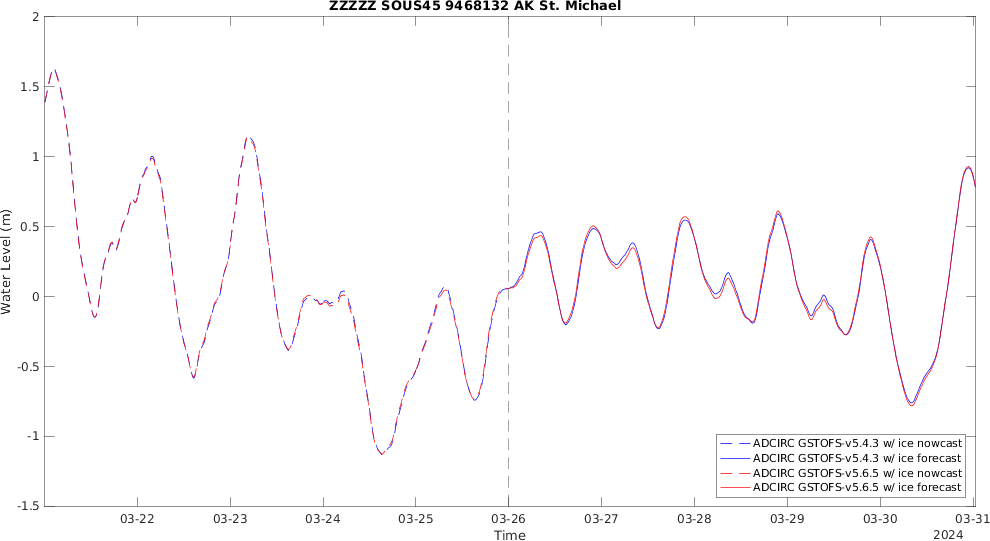 ZZZZZ SOUS45 9468132 AK St. Michael
Water Level (m)
2
1.5
1
0.5
0
-0.5
-1
-1.5
ADCIRC GSTOFS-v5.4.3 w/ ice nowcast
ADCIRC GSTOFS-v5.4.3 w/ ice forecast
ADCIRC GSTOFS-v5.6.5 w/ ice nowcast
ADCIRC GSTOFS-v5.6.5 w/ ice forecast
03-22 03-23 03-24 03-25 03-26 03-27 03-28 03-29 03-30 03-31
Time
2024